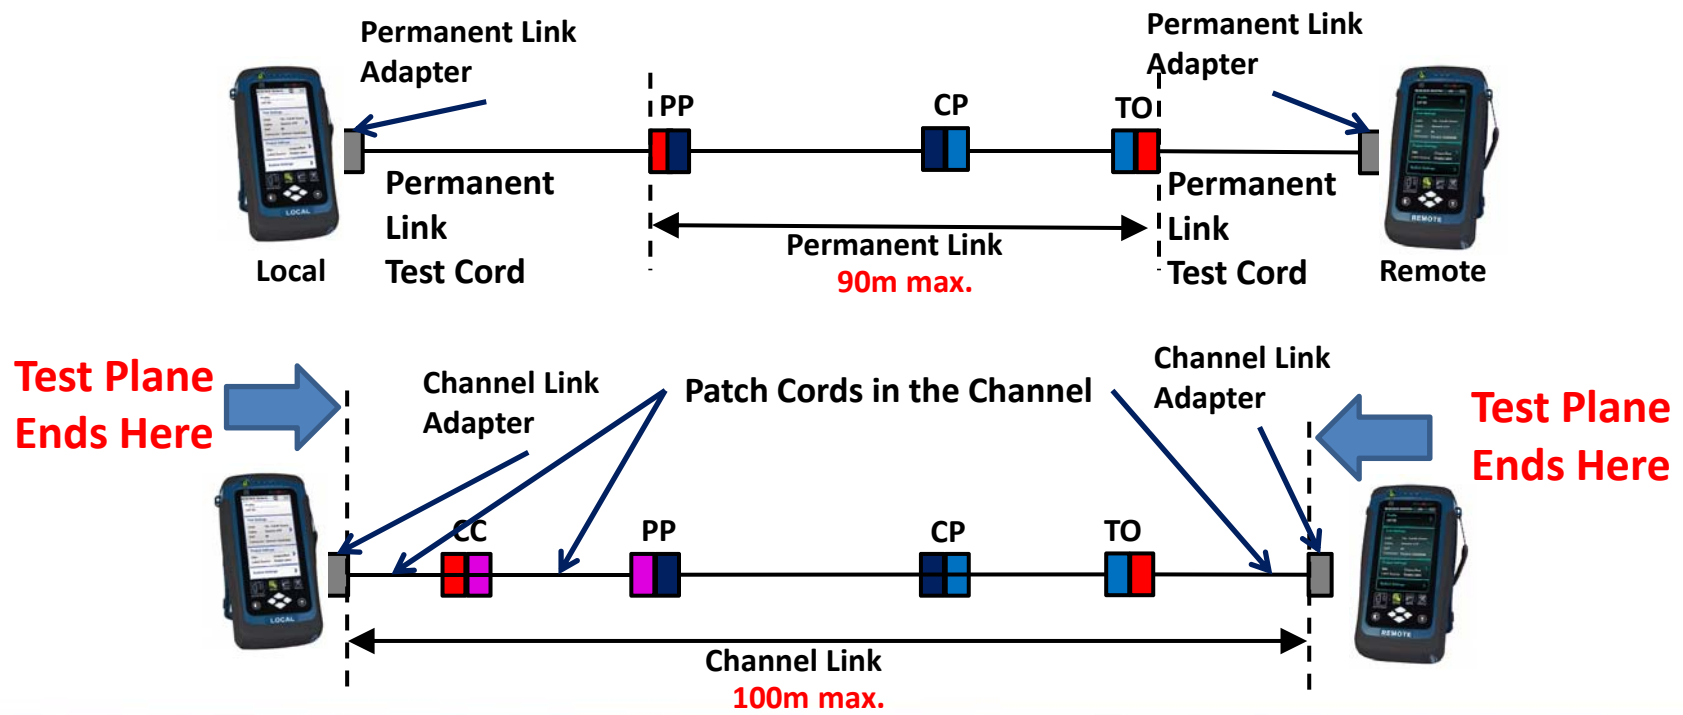 Permanent Link
Adapter
Permanent Link
Adapter
PP
CP
TO
Permanent
Link
Test Cord
Permanent
Link
Test Cord
LOCAL
REMOTE
Permanent Link
90m max.
Local
Remote
Test Plane
Ends Here
Channel Link
Adapter
Patch Cords in the Channel
Channel Link
Adapter
Test Plane
Ends Here
CC
PP
CP
TO
LOCAL
REMOTE
Channel Link
100m max.